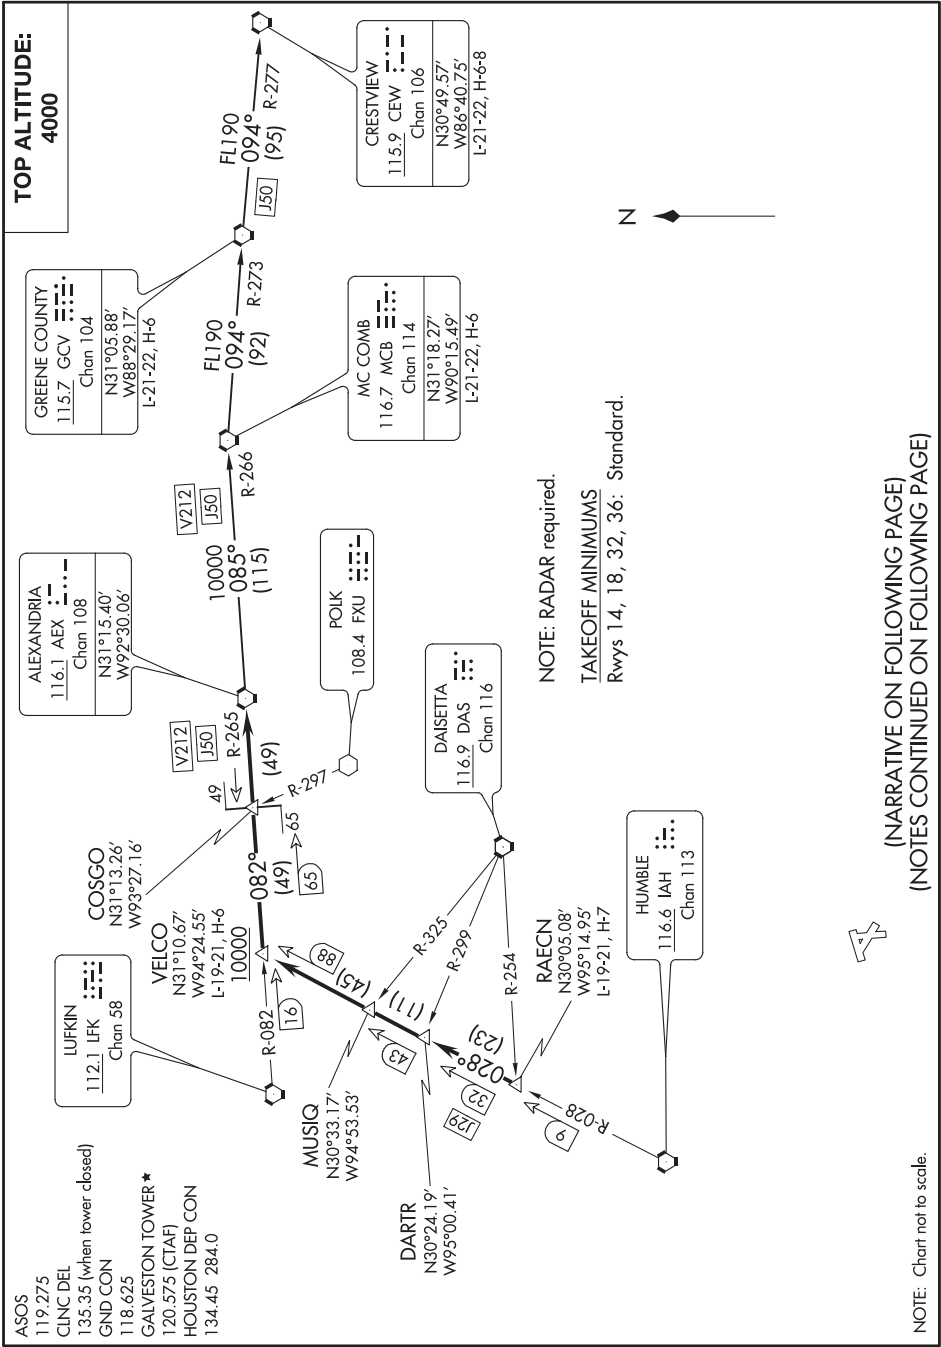 TOP ALTITUDE:
4000
ASOS
119.275
CLNC DEL
135.35 (when tower closed)
GND CON
118.625
GALVESTON TOWER★
120.575 (CTAF)
HOUSTON DEP CON
134.45 284.0
LUFKIN
112.1 LFK
Chan 58
COSGO
N31°13.26′
W93°27.16′
VELCO
N31°10.67′
W94°24.55′
L-19-21, H-6
10000
ALEXANDRIA
116.1 AEX
Chan 108
N31°15.40′
W92°30.06′
GREENE COUNTY
115.7 GCV
Chan 104
N31°05.88′
W88°29.17′
L-21-22, H-6
CRESTVIEW
115.9 CEW
Chan 106
N30°49.57′
W86°40.75′
L-21-22, H-6-8
MC COMB
116.7 MCB
Chan 114
N31°18.27′
W90°15.49′
L-21-22, H-6
POLK
108.4 FXU
DAISETTA
116.9 DAS
Chan 116
HUMBLE
116.6 IAH
Chan 113
RAECN
N30°05.08′
W95°14.95′
L-19-21, H-7
MUSIQ
N30°33.17′
W94°53.53′
DARTR
N30°24.19′
W95°00.41′
R-028
9
028°
(23)
32
J29
R-254
(11)
43
R-299
(45)
88
R-325
R-082
16
082°
(49)
65
65
R-297
49
R-265
(49)
V212
J50
10000
085°
(115)
V212
J50
R-266
FL190
094°
(92)
R-273
FL190
094°
(95)
J50
R-277
N
NOTE: RADAR required.
TAKEOFF MINIMUMS
Rwys 14, 18, 32, 36: Standard.
(NARRATIVE ON FOLLOWING PAGE)
(NOTES CONTINUED ON FOLLOWING PAGE)
NOTE: Chart not to scale.